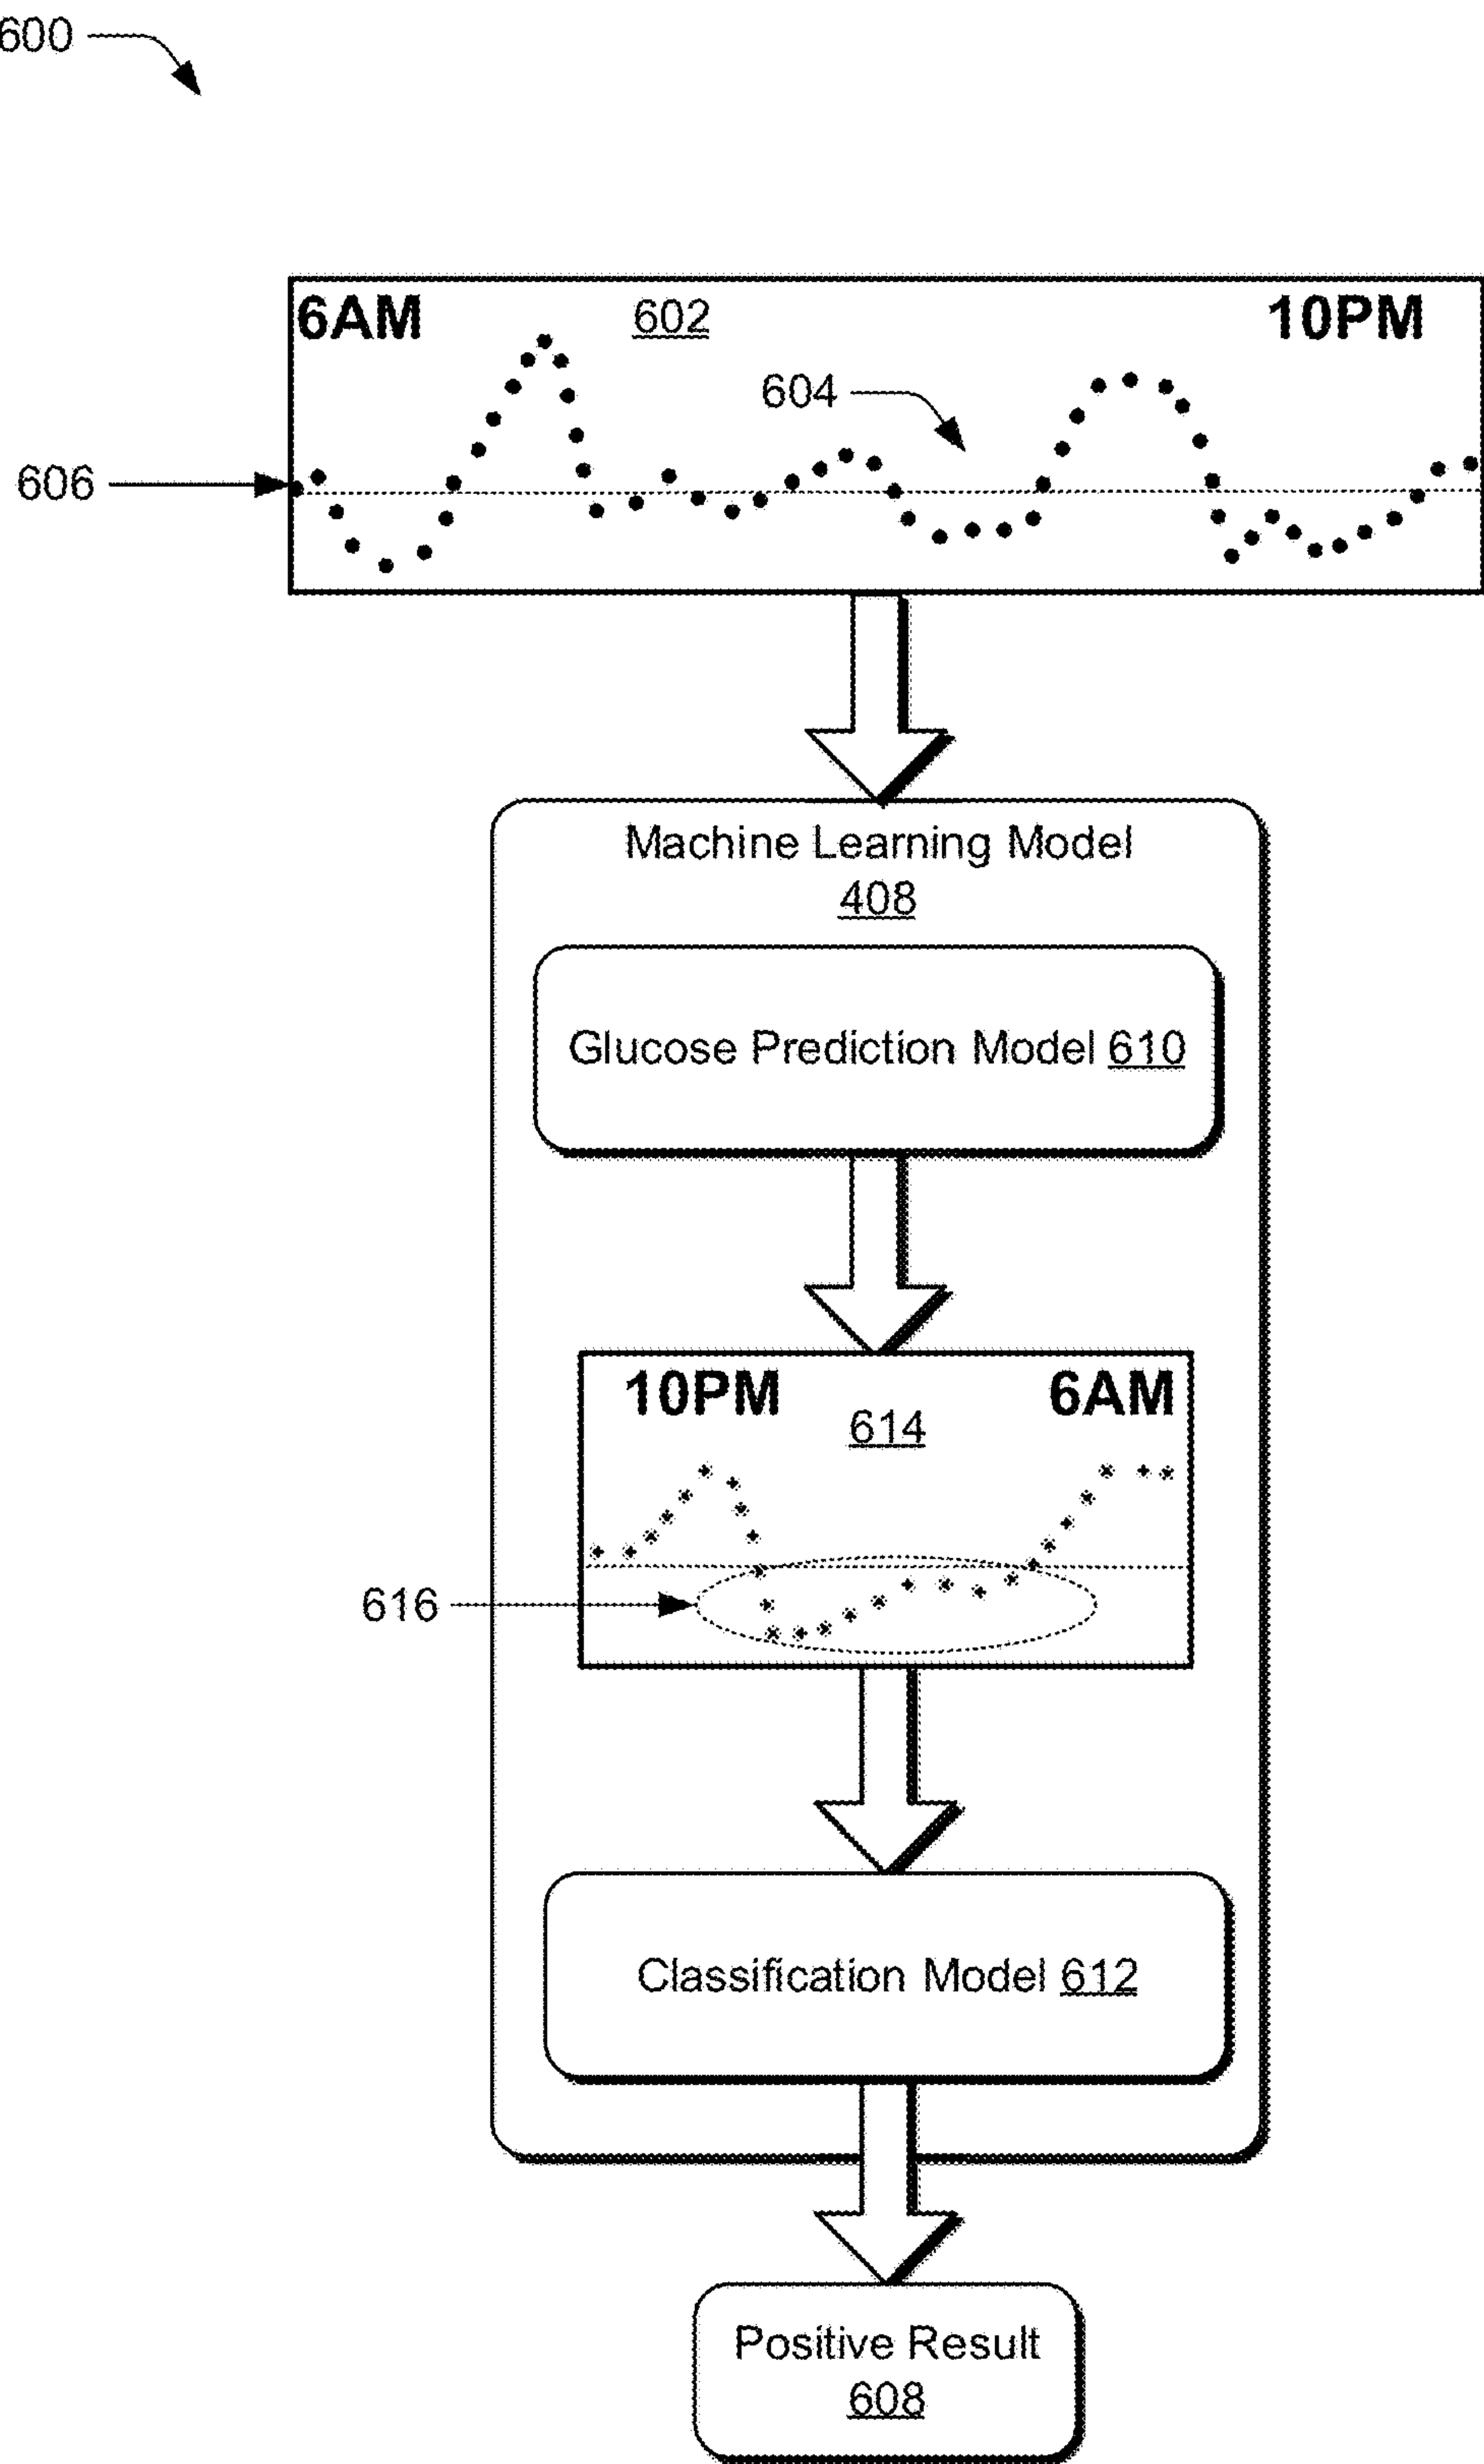 600
6AM 602 10PM
604
606
Machine Learning Model
408
Glucose Prediction Model 610
10PM 6AM
614
616
Classification Model 612
Positive Result
608